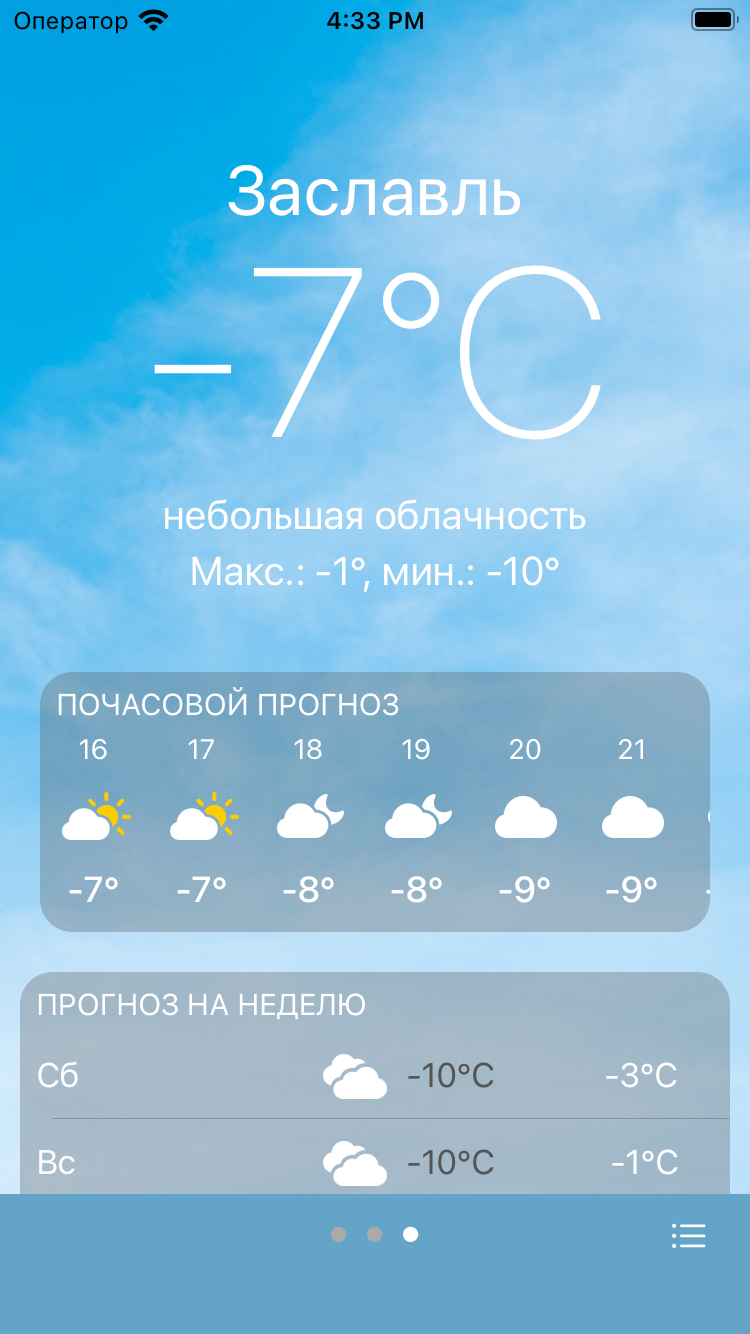 Оператор 4:33 PM
Заславль
-7°C
небольшая облачность
Макс.: -1°, мин.: -10°
ПОЧАСОВОЙ ПРОГНОЗ
16 17 18 19 20 21
-7° -7° -8° -8° -9° -9°
ПРОГНОЗ НА НЕДЕЛЮ
Сб -10°C -3°C
Вс -10°C -1°C